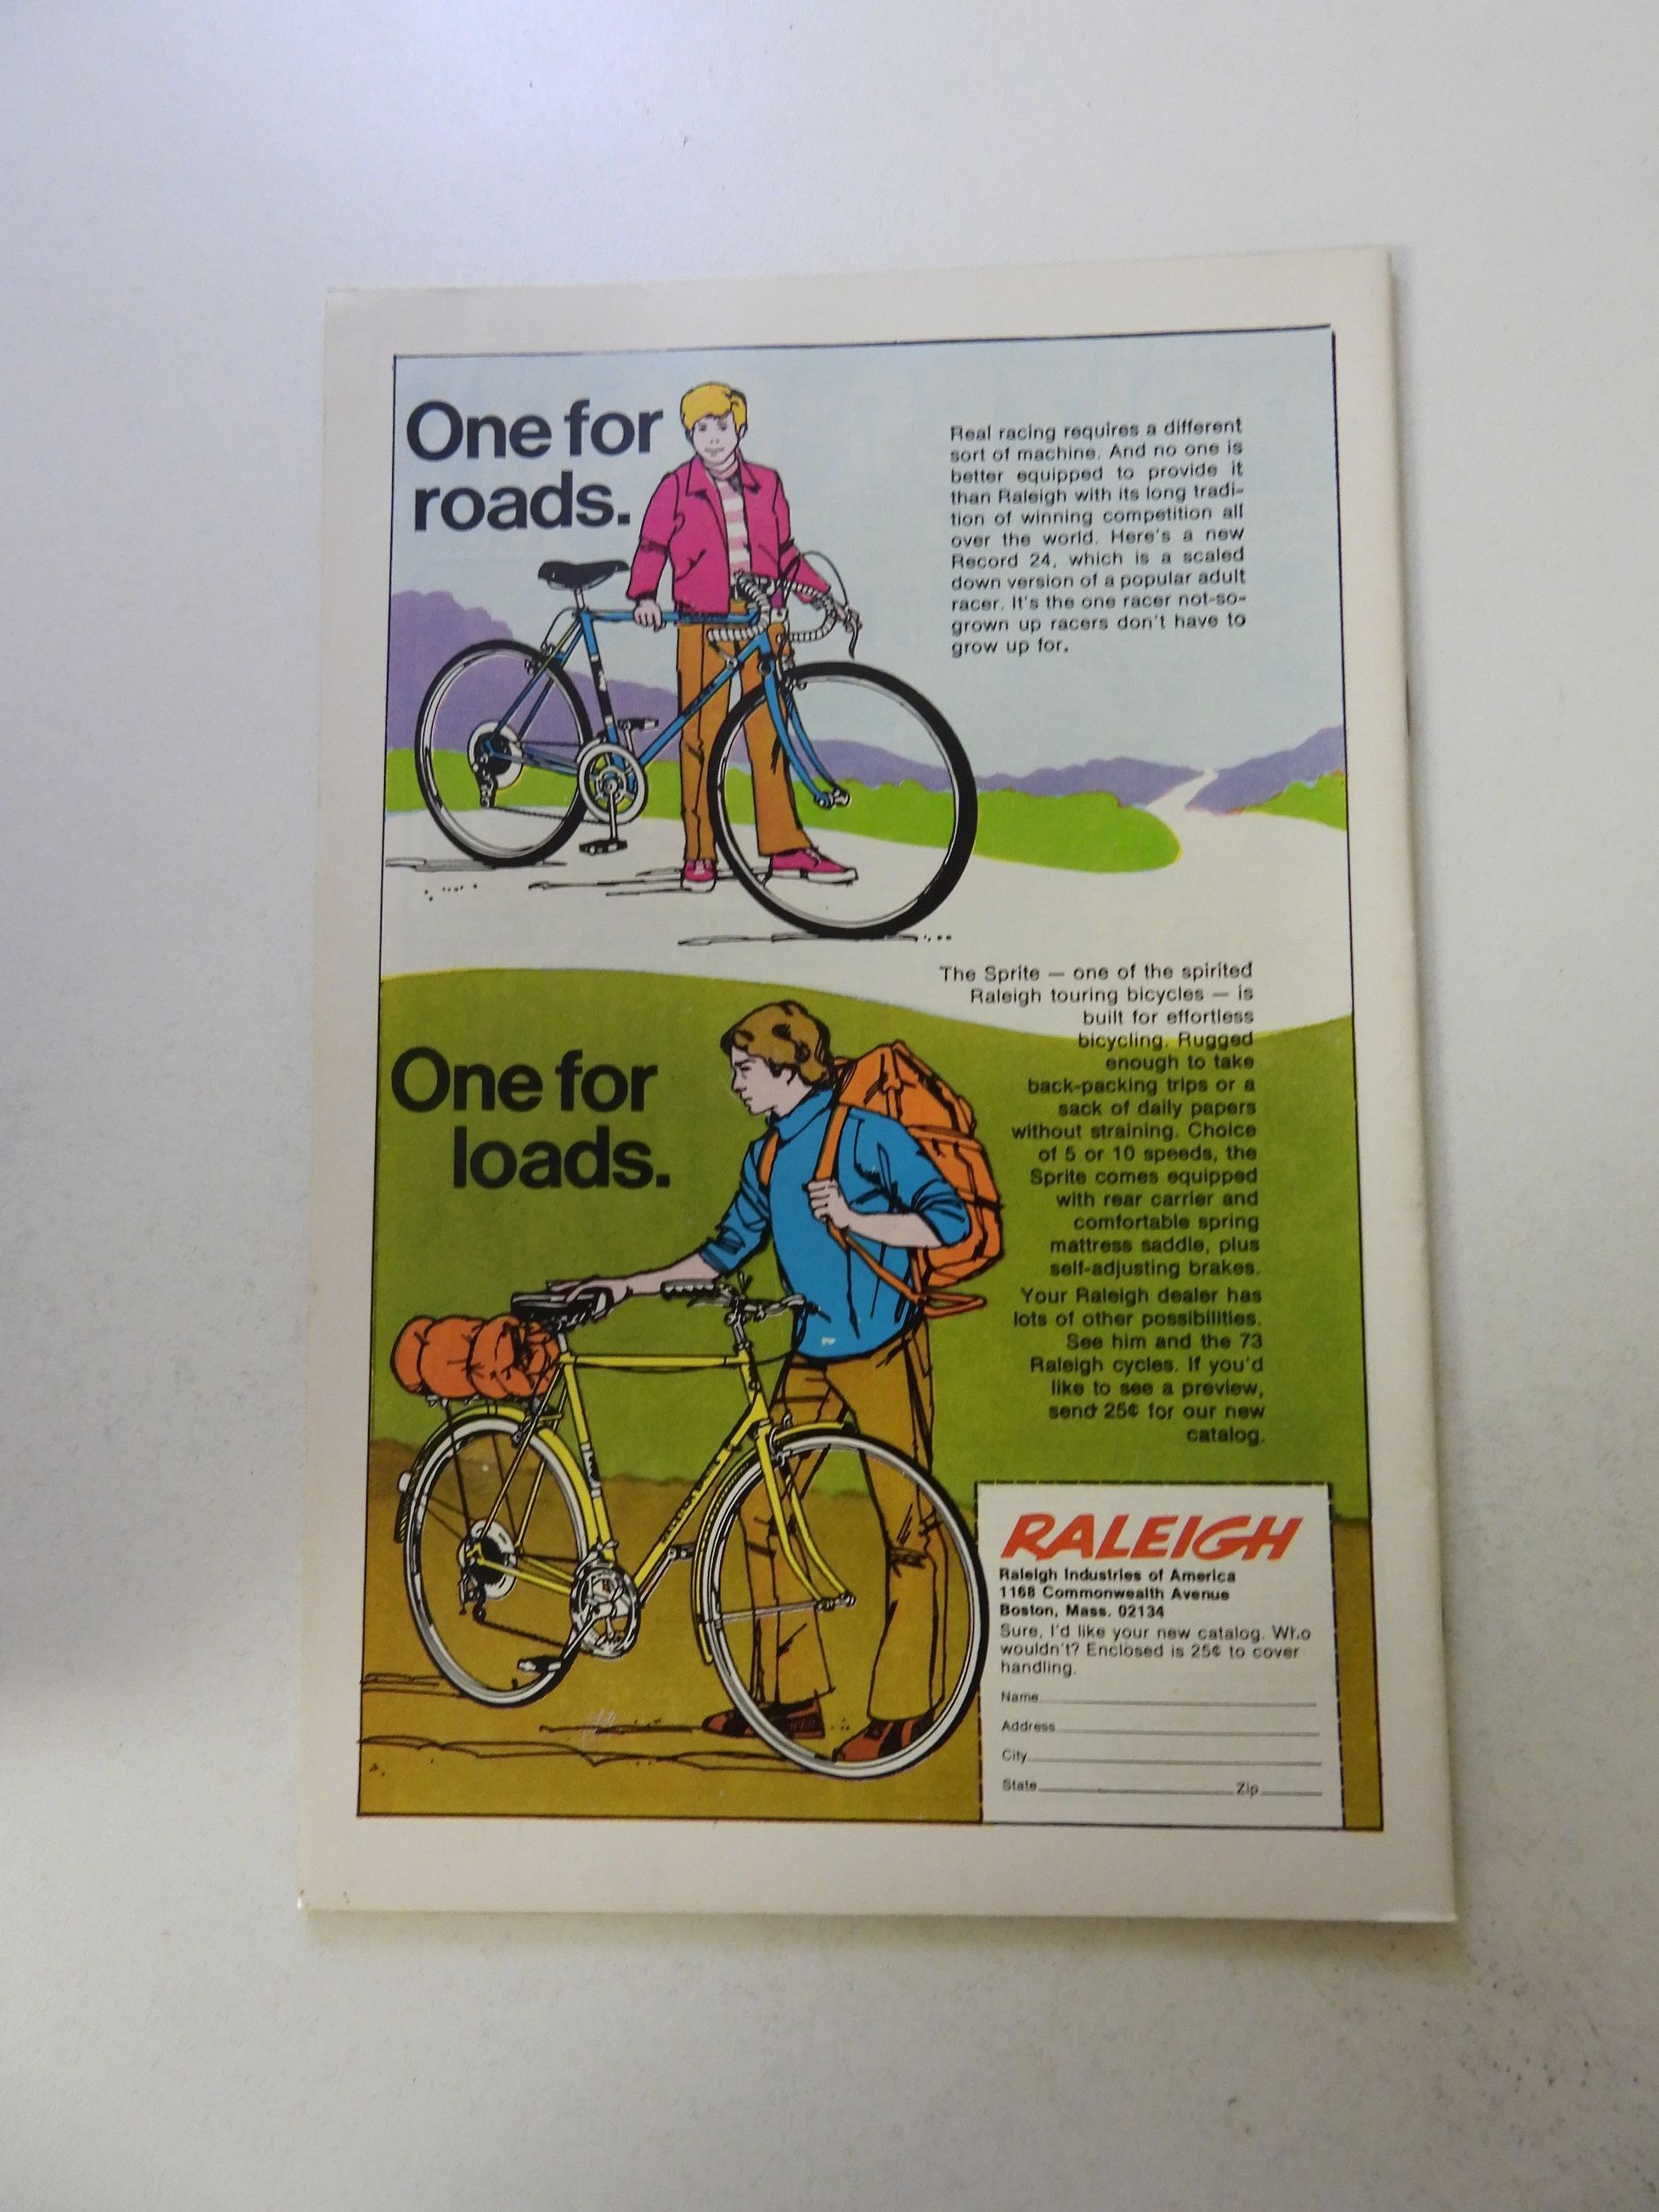 One for
roads.
Real racing requires a different
sort of machine. And no one is
better equipped to provide it
than Raleigh with its long tradi-
tion of winning competition all
over the world. Here's a new
Record 24, which is a scaled
down version of a popular adult
racer. It's the one racer not-so-
grown up racers don't have to
grow up for.
The Sprite — one of the spirited
Raleigh touring bicycles — is
built for effortless
bicycling. Rugged
enough to take
back-packing trips or a
sack of daily papers
without straining. Choice
of 5 or 10 speeds, the
Sprite comes equipped
with rear carrier and
comfortable spring
mattress saddle, plus
self-adjusting brakes.
Your Raleigh dealer has
lots of other possibilities.
See him and the 73
Raleigh cycles. If you'd
like to see a preview,
send 25¢ for our new
catalog.
One for
loads.
RALEIGH
Raleigh Industries of America
1168 Commonwealth Avenue
Boston, Mass. 02134
Sure, I'd like your new catalog. Who
wouldn't? Enclosed is 25¢ to cover
handling.
Name
Address
City
State Zip